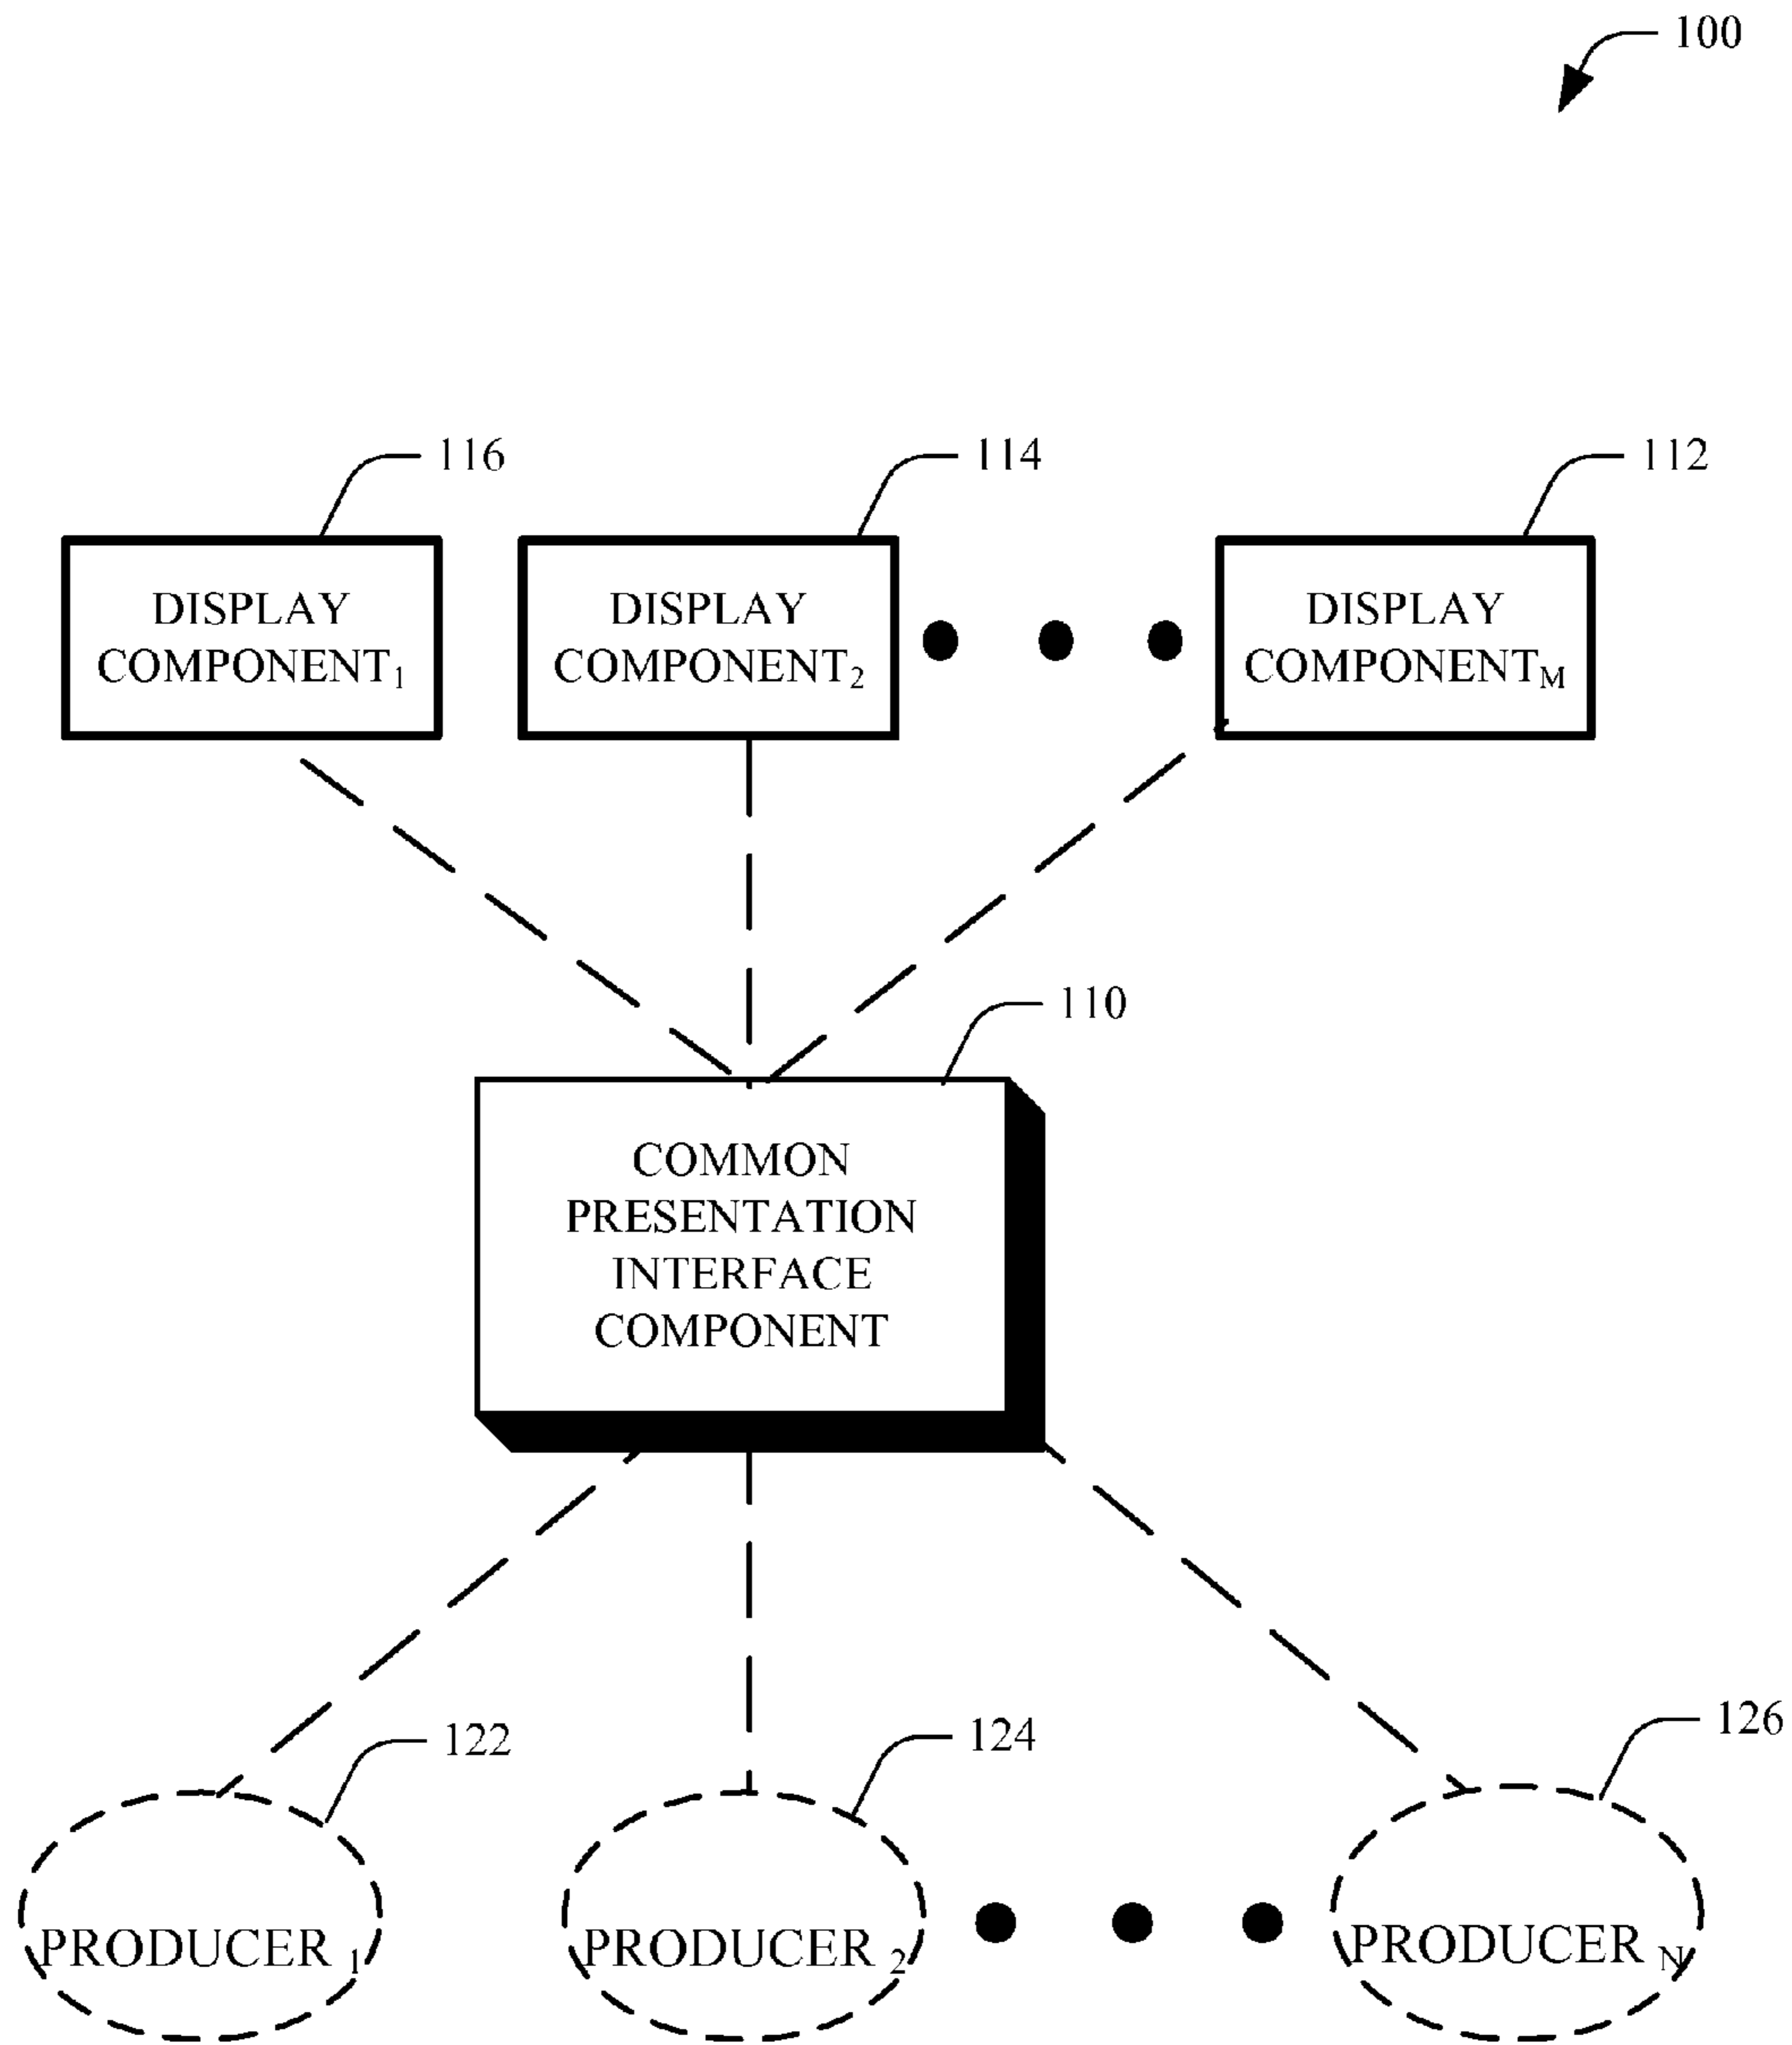 100
116
114
112
DISPLAY
COMPONENT1
DISPLAY
COMPONENT2
DISPLAY
COMPONENTM
110
COMMON
PRESENTATION
INTERFACE
COMPONENT
122
124
126
PRODUCER 1
PRODUCER 2
PRODUCER N